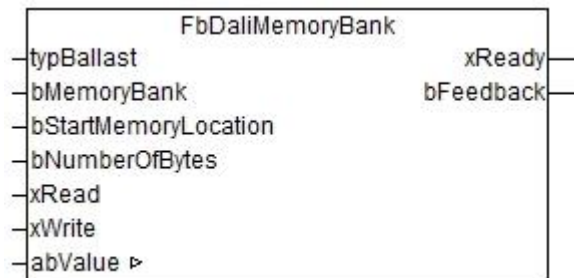 FbDaliMemoryBank
typBallast xReady
bMemoryBank bFeedback
bStartMemoryLocation
bNumberOfBytes
xRead
xWrite
abValue ▷